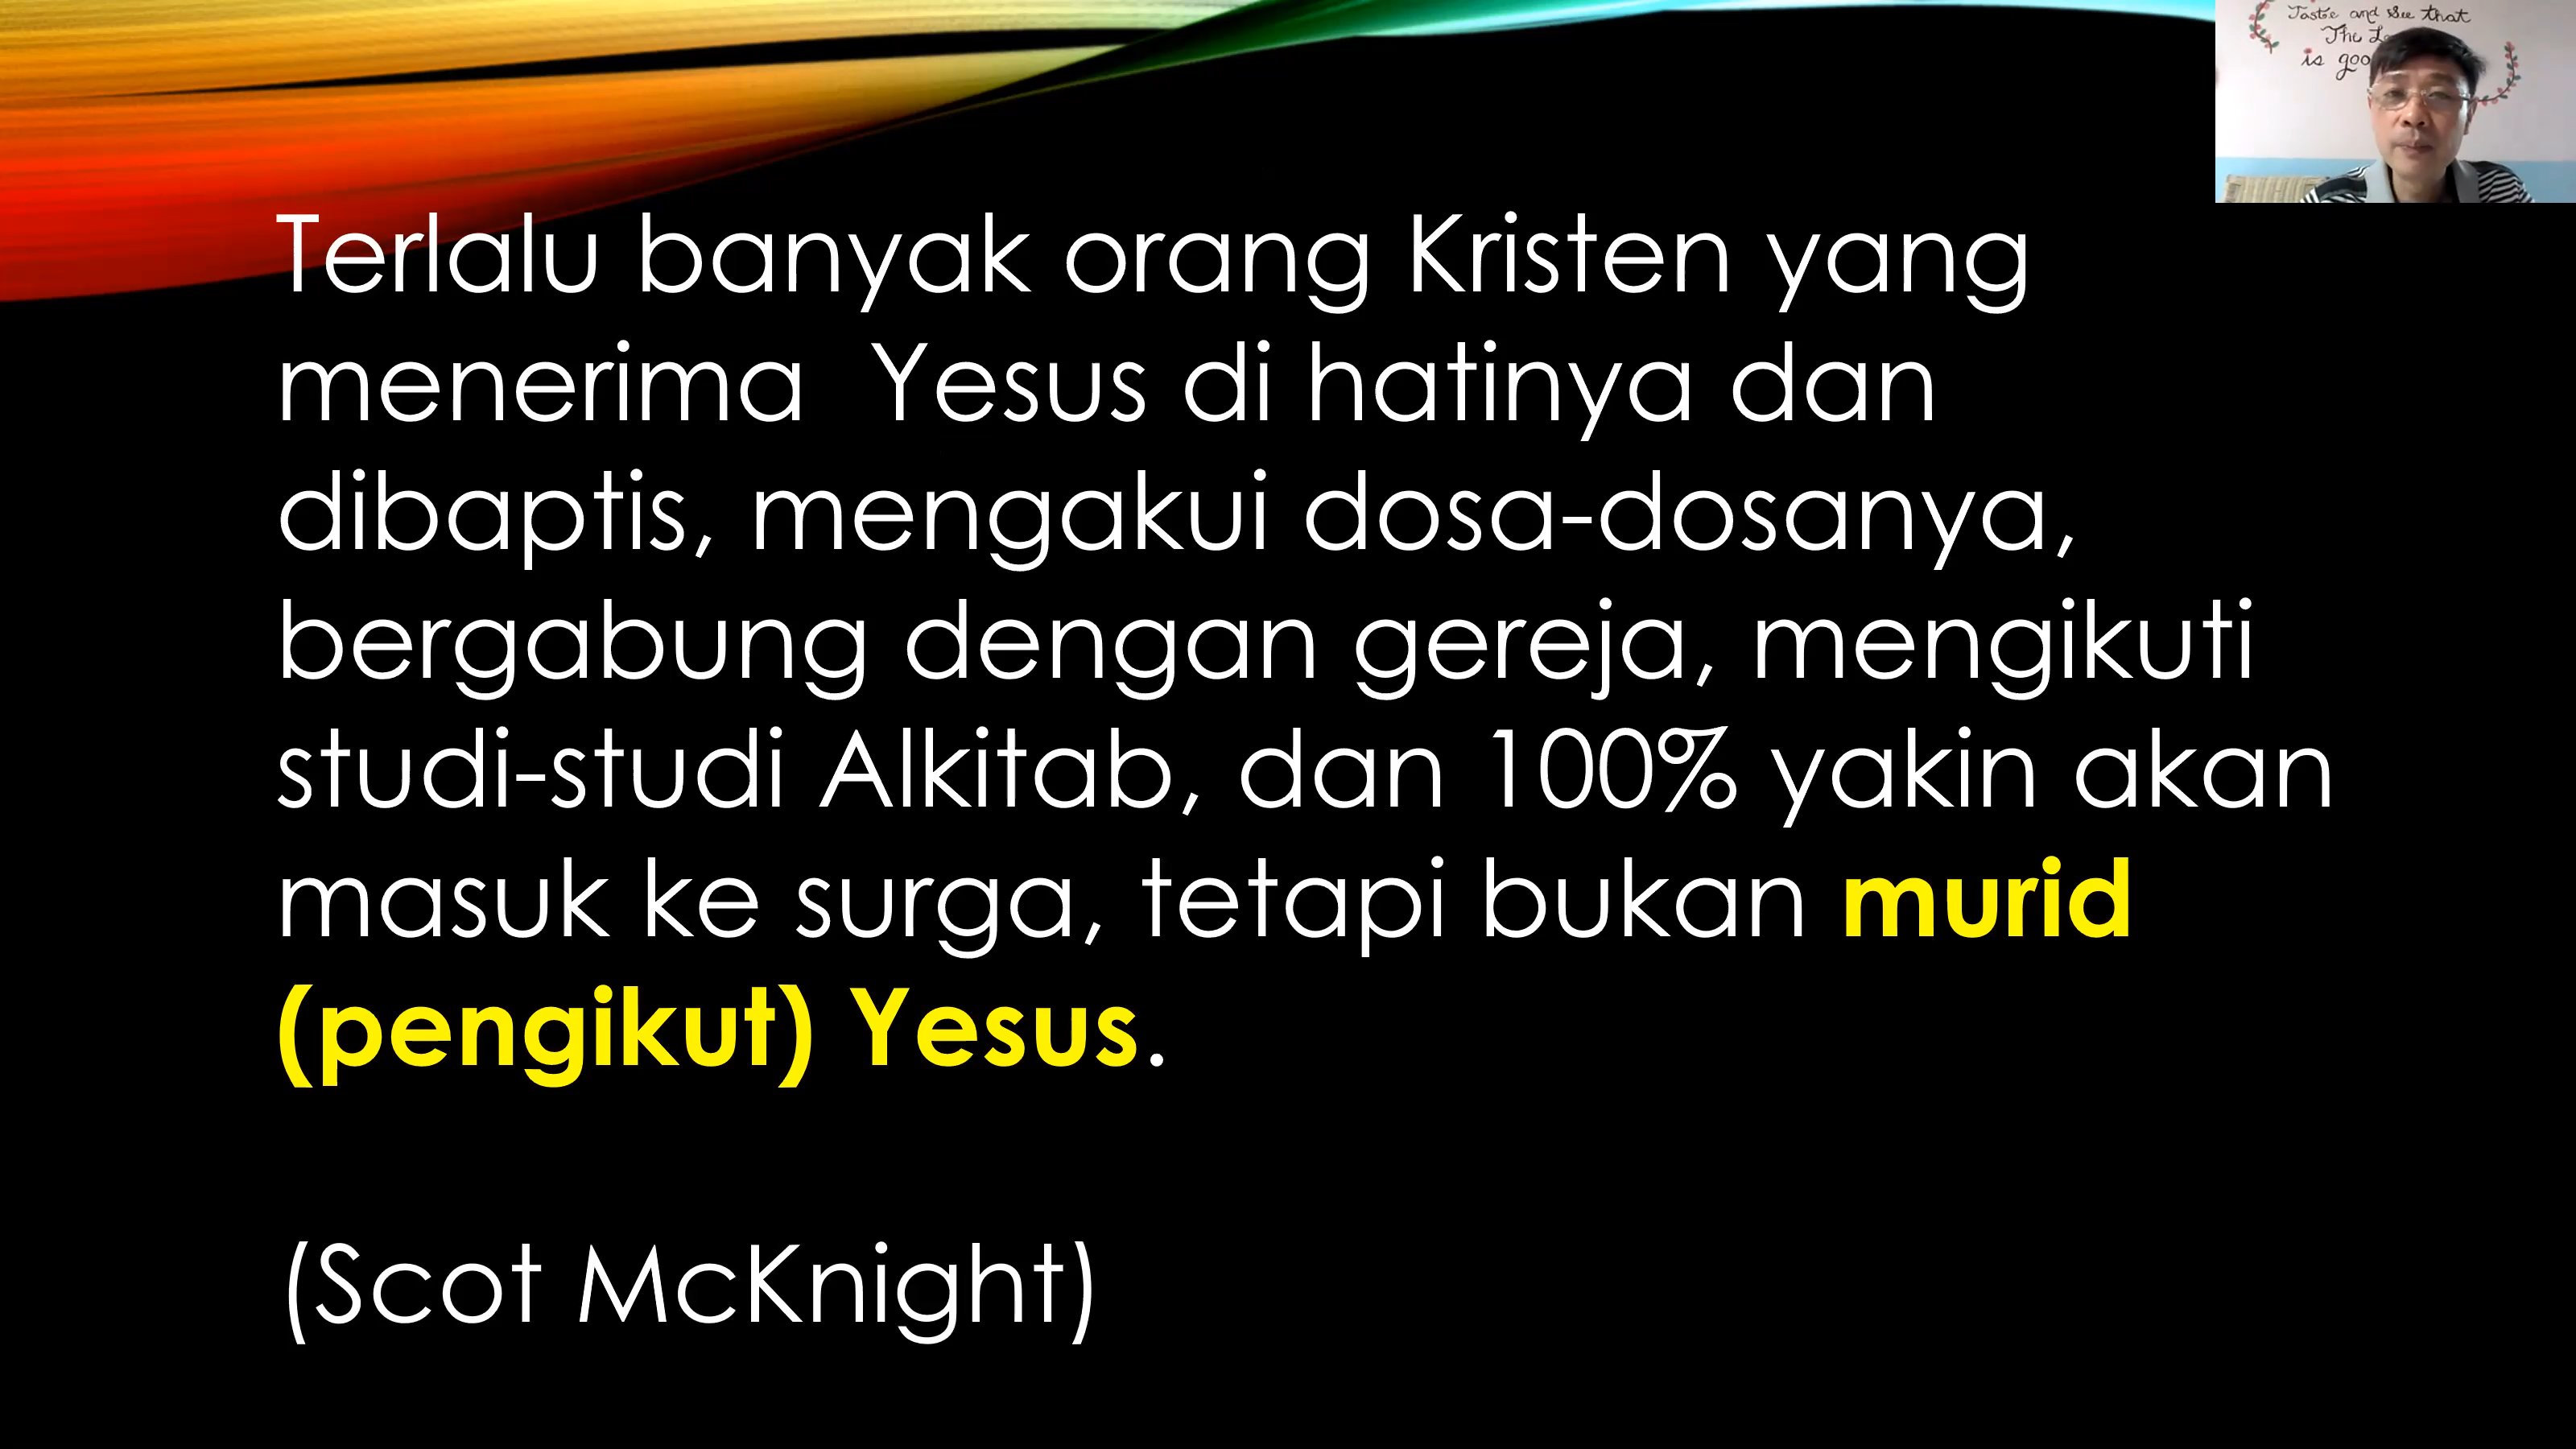 Taste and See that
The
is
Terlalu banyak orang Kristen yang
menerima  Yesus di hatinya dan
dibaptis, mengakui dosa-dosanya,
bergabung dengan gereja, mengikuti
studi-studi Alkitab, dan 100% yakin akan
masuk ke surga, tetapi bukan murid
(pengikut) Yesus.
(Scot McKnight)